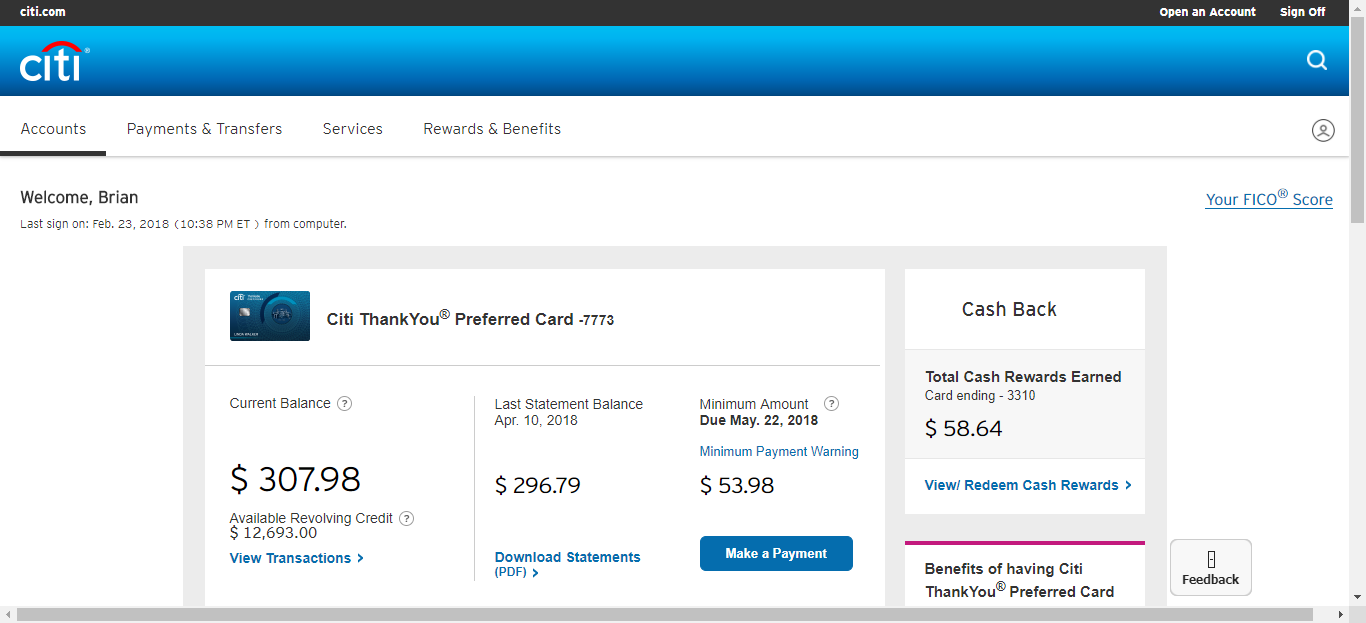 citi.com
Open an Account
Sign Off
citi®
Accounts
Payments & Transfers
Services
Rewards & Benefits
Welcome, Brian
Your FICO® Score
Last sign on: Feb. 23, 2018 (10:38 PM ET ) from computer.
citi
LINDA WALKER
Citi ThankYou® Preferred Card -7773
Current Balance ?
$ 307.98
Available Revolving Credit ?
$ 12,693.00
View Transactions >
Last Statement Balance
Apr. 10, 2018
$ 296.79
Download Statements
(PDF) >
Minimum Amount ?
Due May. 22, 2018
Minimum Payment Warning
$ 53.98
Make a Payment
Cash Back
Total Cash Rewards Earned
Card ending - 3310
$ 58.64
View/ Redeem Cash Rewards >
Benefits of having Citi
ThankYou® Preferred Card
Feedback